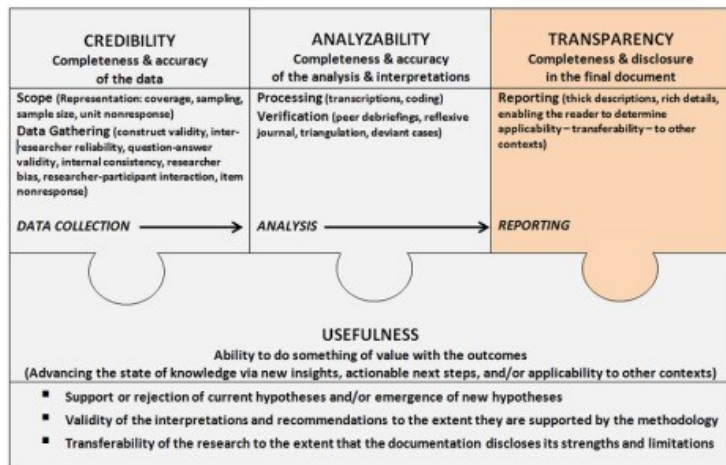 CREDIBILITY
Completeness & accuracy
of the data
Scope (Representation: coverage, sampling,
sample size, unit nonresponse)
Data Gathering (construct validity, inter-
researcher reliability, question-answer
validity, internal consistency, researcher
bias, researcher-participant interaction, item
nonresponse)
DATA COLLECTION
ANALYZABILITY
Completeness & accuracy
of the analysis & interpretations
Processing (transcriptions, coding)
Verification (peer debriefings, reflexive
journal, triangulation, deviant cases)
ANALYSIS
TRANSPARENCY
Completeness & disclosure
in the final document
Reporting (thick descriptions, rich details,
enabling the reader to determine
applicability – transferability – to other
contexts)
REPORTING
USEFULNESS
Ability to do something of value with the outcomes
(Advancing the state of knowledge via new insights, actionable next steps, and/or applicability to other contexts)
▪ Support or rejection of current hypotheses and/or emergence of new hypotheses
▪ Validity of the interpretations and recommendations to the extent they are supported by the methodology
▪ Transferability of the research to the extent that the documentation discloses its strengths and limitations